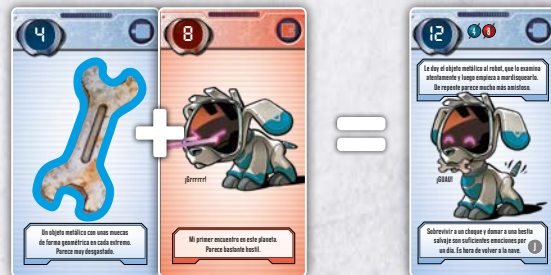 4
Un objeto metálico con unas muecas
de forma geométrica en cada extremo.
Parece muy desgastado.
+
8
¡Grrrrrr!
Mi primer encuentro en este planeta.
Parece bastante hostil.
=
12 4 8
Le doy el objeto metálico al robot, que lo examina
atentamente y luego empieza a mordisquearlo.
De repente parece mucho más amistoso.
¡GUAU!
Sobrevivir a un choque y domar a una bestia
salvaje son suficientes emociones por
un día. Es hora de volver a la nave.